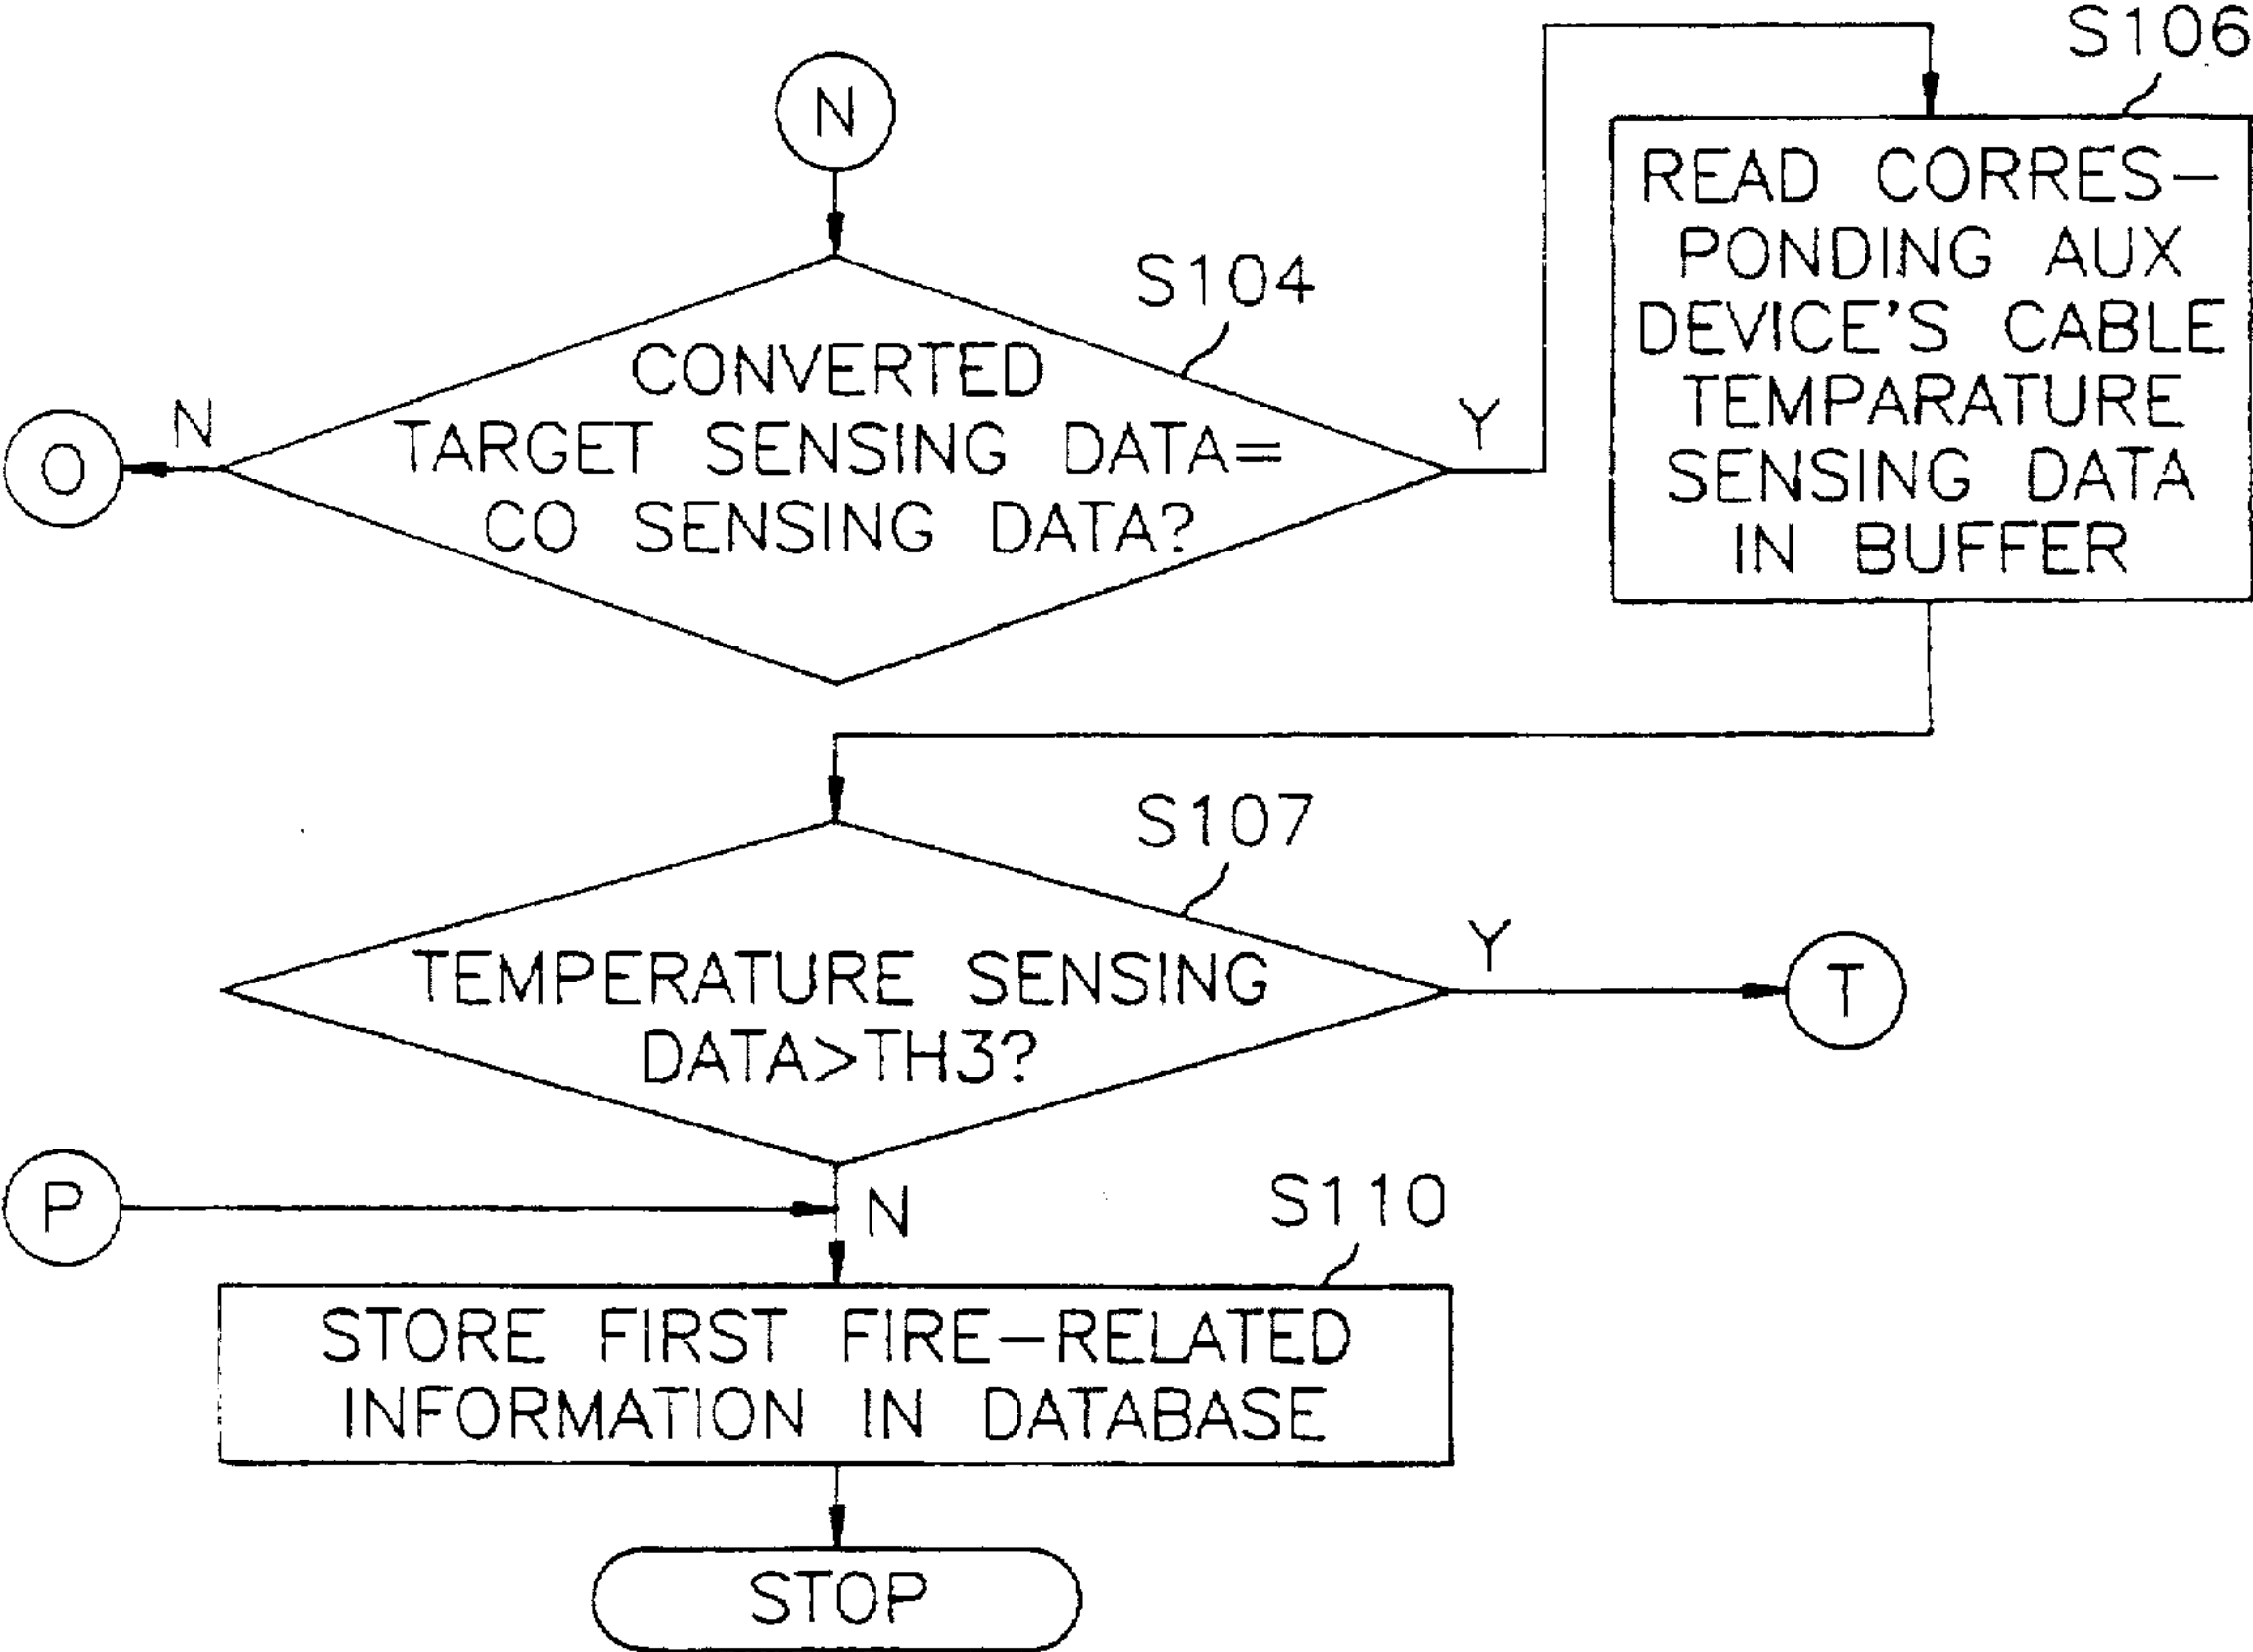 S106
N
READ CORRES-
PONDING AUX
DEVICE'S CABLE
TEMPARATURE
SENSING DATA
IN BUFFER
S104
CONVERTED
TARGET SENSING DATA=
CO SENSING DATA?
N
Y
O
S107
TEMPERATURE SENSING
DATA>TH3?
Y
T
P
N
S110
STORE FIRST FIRE-RELATED
INFORMATION IN DATABASE
STOP